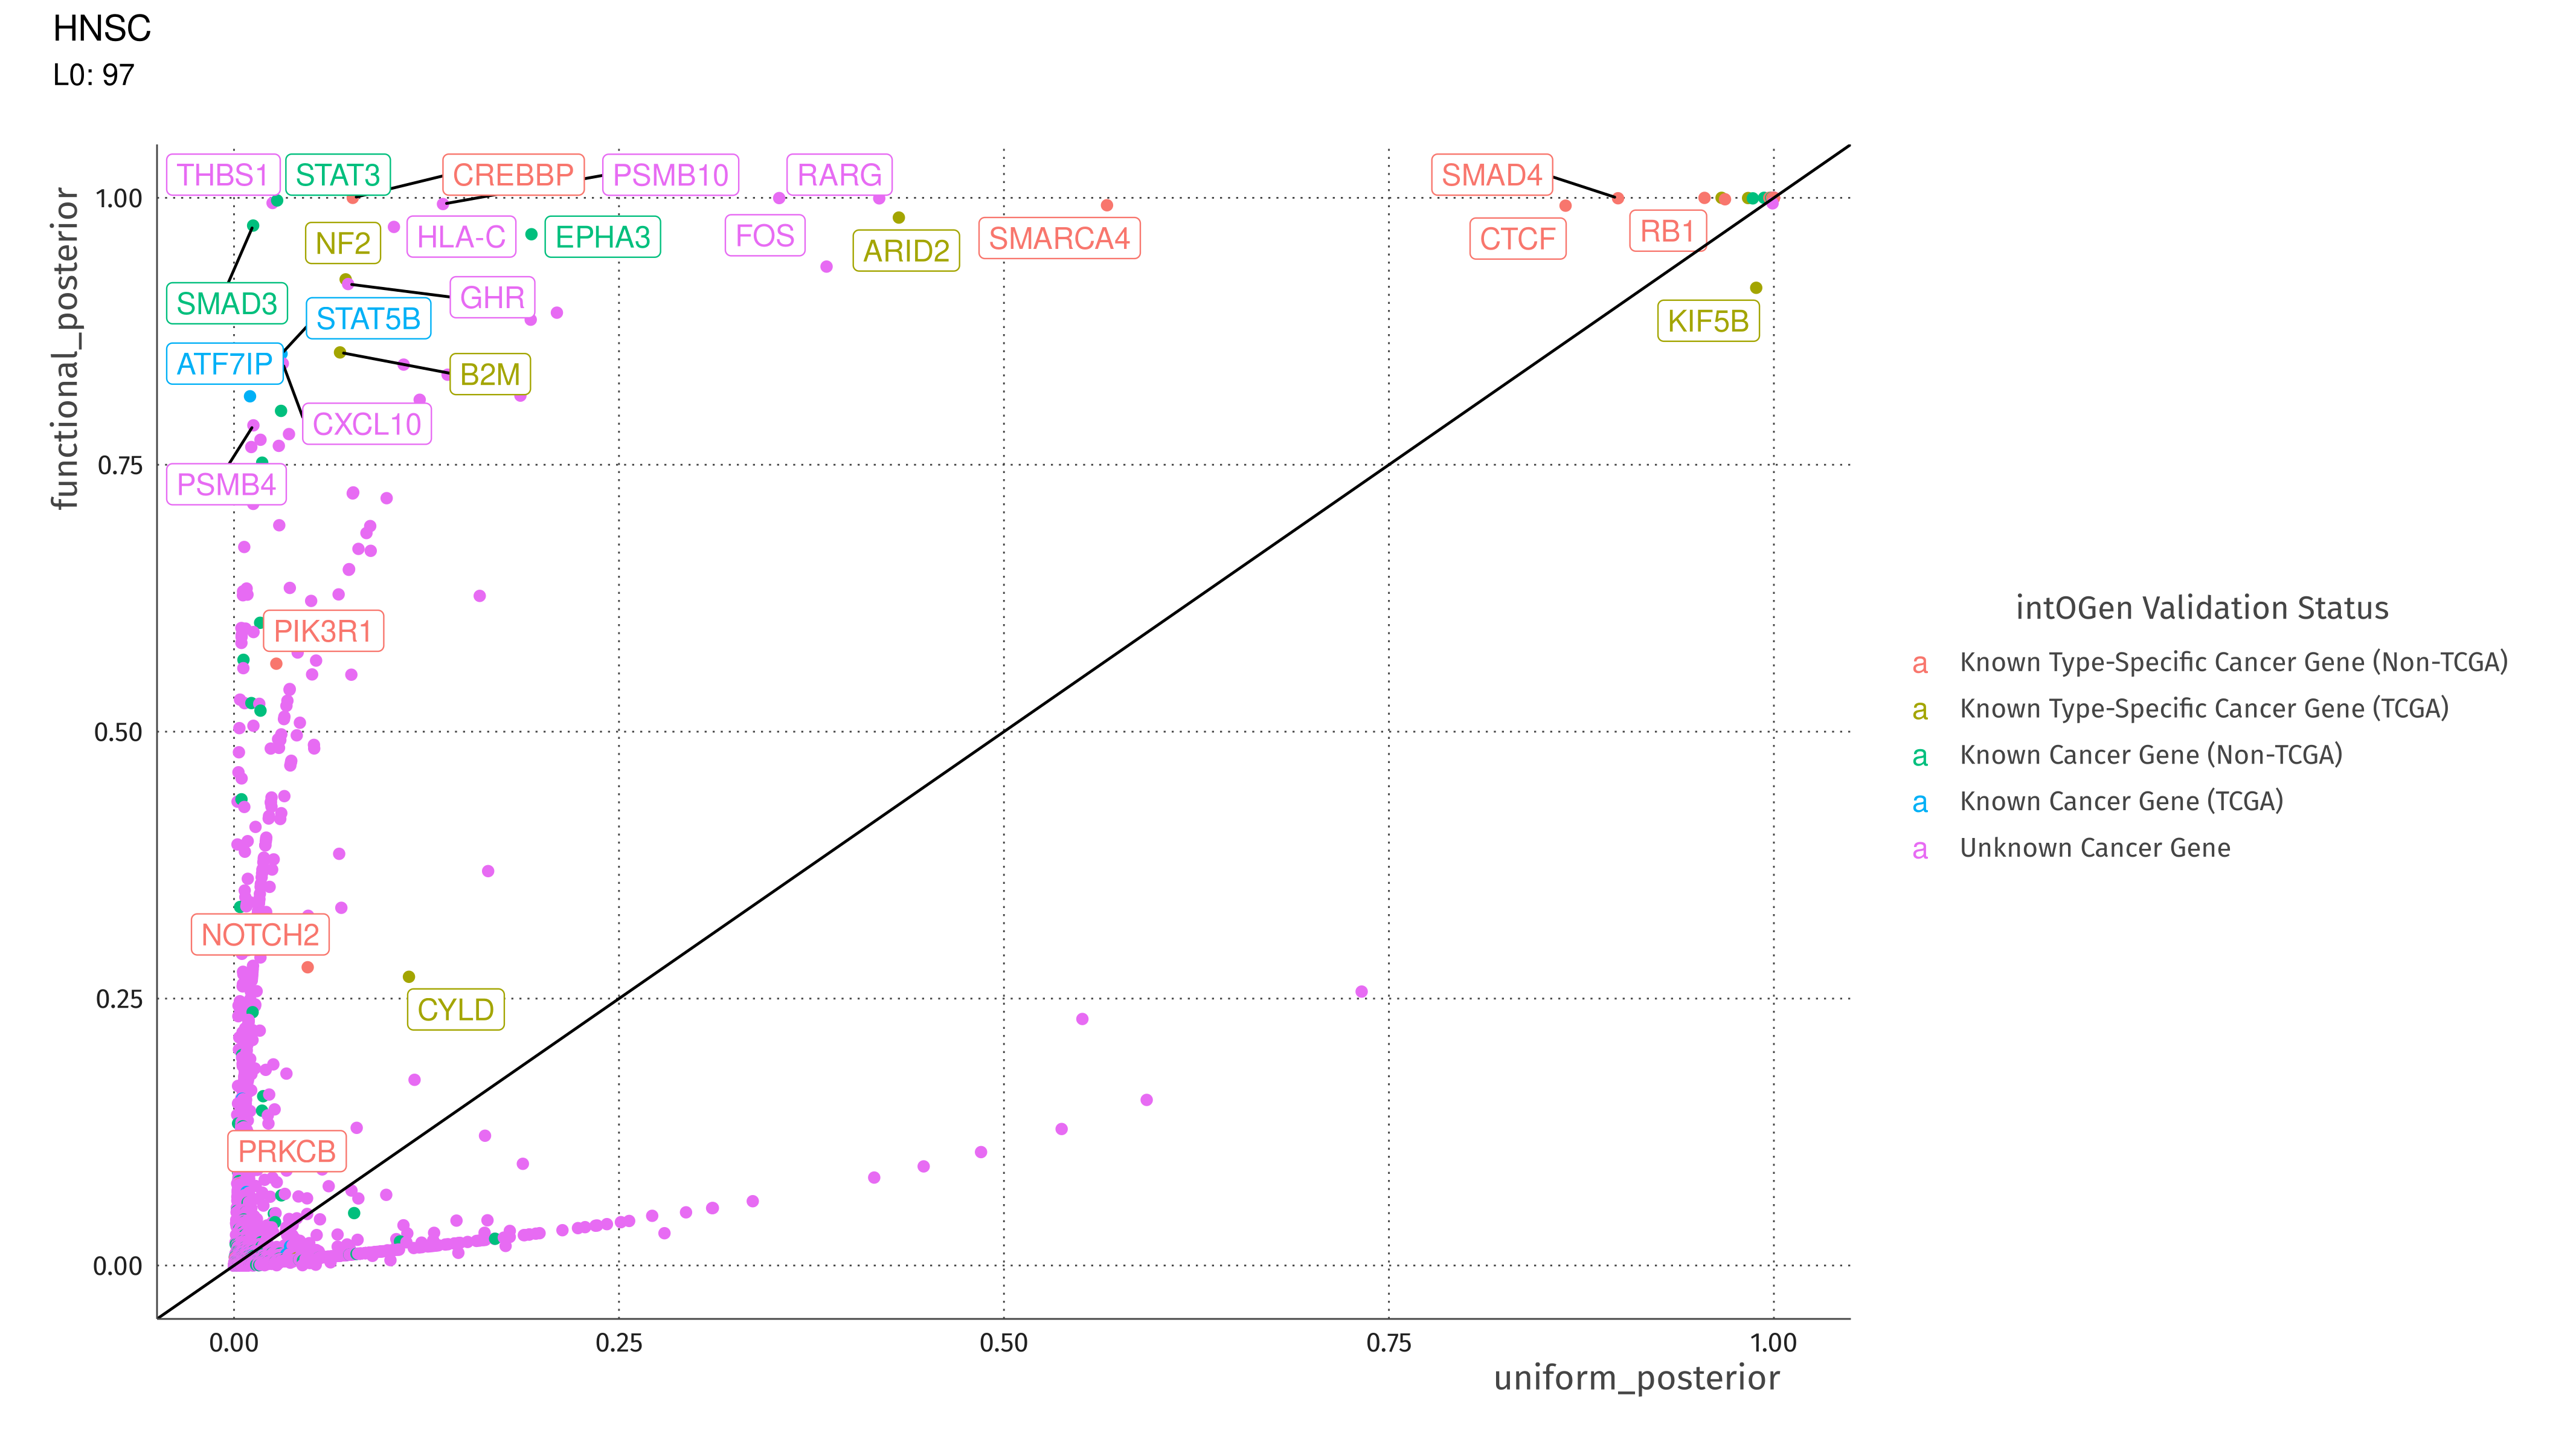 HNSC
L0: 97
functional_posterior
1.00
0.75
0.50
0.25
0.00
THBS1
STAT3
CREBBP
PSMB10
RARG
SMAD4
NF2
HLA-C
EPHA3
FOS
ARID2
SMARCA4
CTCF
RB1
SMAD3
GHR
STAT5B
KIF5B
ATF7IP
B2M
CXCL10
PSMB4
PIK3R1
NOTCH2
CYLD
PRKCB
0.00
0.25
0.50
0.75
1.00
uniform_posterior
intOGen Validation Status
a Known Type-Specific Cancer Gene (Non-TCGA)
a Known Type-Specific Cancer Gene (TCGA)
a Known Cancer Gene (Non-TCGA)
a Known Cancer Gene (TCGA)
a Unknown Cancer Gene